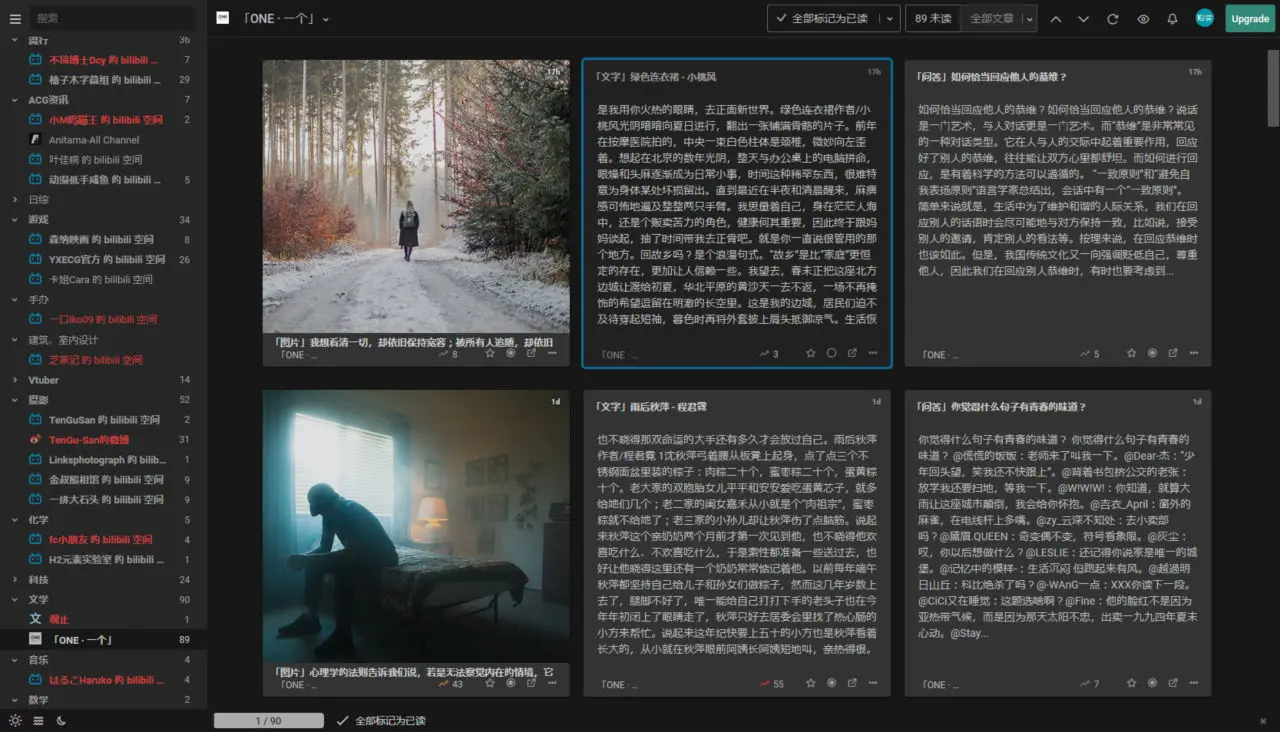 搜索
「ONE · 一个」
全部标记为已读
89 未读
全部文章
Upgrade
流行 36
不搞博士Dcy 的 bilibili ... 7
柚子木字幕组 的 bilibili ... 29
ACG资讯 7
小M呜喵王 的 bilibili 空间 2
Anitama-All Channel
叶佳桐 的 bilibili 空间
动漫低手咸鱼 的 bilibili ... 5
日综
游戏 34
森纳映画 的 bilibili 空间 8
YXECG官方 的 bilibili 空间 26
卡姐Cara 的 bilibili 空间
手办
一口iko09 的 bilibili 空间
建筑、室内设计
芝家记 的 bilibili 空间
Vtuber 14
摄影 52
TenGuSan 的 bilibili 空间 2
TenGu-San的微博 31
Linksphotograph 的 bilib... 1
金叔照相馆 的 bilibili 空间 9
一排大石头 的 bilibili 空间 9
化学 5
fc小朋友 的 bilibili 空间 4
H2元素实验室 的 bilibili ... 1
科技 24
文学 90
观止 1
「ONE · 一个」 89
音乐 4
はるこHaruko 的 bilibili ... 4
数学 2
17h
「图片」我想看清一切，却依旧保持宽容；被所有人追随，却依旧
「ONE · ... 8
「文字」绿色连衣裙 - 小桃风 17h
是我用你火热的眼睛，去正面新世界。绿色连衣裙作者/小
桃风光阴暗暗向夏日进行，翻出一张铺满骨骼的片子。前年
在按摩医院拍的，中央一束白色柱体是颈椎，微妙向左歪
着。想起在北京的数年光阴，整天与办公桌上的电脑拼命，
眼燥和头麻逐渐成为日常小事，时间这种稀罕东西，很难特
意为身体某处坏损留出。直到最近在半夜和清晨醒来，麻痹
感可怖地遍及整整两只手臂。我思量着自己，身在茫茫人海
中，还是个贩卖苦力的角色，健康何其重要，因此终于跟妈
妈谈起，抽了时间带我去正骨吧。就是你一直说很管用的那
个地方。回故乡吗？是个浪漫句式。“故乡”是比“家庭”更恒
定的存在，更加让人信赖一些。我望去，春末正把这座北方
边城让渡给初夏，华北平原的黄沙天一去不返，一场不再掩
饰的希望逗留在明澈的长空里。这是我的边城，居民们迫不
及待穿起短袖，暮色时再将外套披上肩头抵御凉气。生活恢
「ONE · ... 3
「问答」如何恰当回应他人的恭维？ 17h
如何恰当回应他人的恭维？如何恰当回应他人的恭维？说话
是一门艺术，与人对话更是一门艺术。而“恭维”是非常常见
的一种对话类型。它在人与人的交际中起着重要作用，回应
好了别人的恭维，往往能让双方心里都舒坦。而如何进行回
应，是有着科学的方法可以遵循的。 “一致原则”和“避免自
我表扬原则”语言学家总结出，会话中有一个“一致原则”。
简单来说就是，生活中为了维护和谐的人际关系，我们在回
应别人的话语时会尽可能地与对方保持一致，比如说，接受
别人的邀请，肯定别人的看法等。按理来说，在回应恭维时
也该如此。但是，我国传统文化又一向强调贬低自己，尊重
他人，因此我们在回应别人恭维时，有时也要考虑到...
「ONE · ... 5
1d
「图片」心理学的法则告诉我们说，若是无法察觉内在的情境，它
「ONE · ... 43
「文字」雨后秋萍 - 程君霓 1d
也不晓得那双命运的大手还有多久才会放过自己。雨后秋萍
作者/程君霓 1沈秋萍弓着腰从板凳上起身，点了点三个不
锈钢面盆里装的粽子：肉粽二十个，蜜枣粽二十个，蛋黄粽
十个。老大家的双胞胎女儿平平和安安爱吃蛋黄芯子，就多
给她们几个；老二家的闺女嘉禾从小就是个“肉祖宗”，蜜枣
粽就不给她了；老三家的小孙儿却让秋萍伤了点脑筋。说起
来秋萍这个亲奶奶两个月前才第一次见到他，也不晓得他欢
喜吃什么、不欢喜吃什么，于是索性都准备一些送过去，也
好让他晓得这里还有一个奶奶常常惦记着他。以前每年端午
秋萍都坚持自己给儿子和孙女们做粽子，然而这几年岁数上
去了，腿脚不好了，唯一能给自己打打下手的老头子也在今
年年初闭上了眼睛走了，秋萍只好去居委会里找了热心肠的
小方来帮忙。说起来这年纪快要上五十的小方也是秋萍看着
长大的，从小就在秋萍眼前阿姨长阿姨短地叫，亲热得很。
「ONE · ... 55
「问答」你觉得什么句子有青春的味道？ 1d
你觉得什么句子有青春的味道？ 你觉得什么句子有青春的
味道？ @慌慌的饭饭：老师来了叫我一下。@Dear-杰：“少
年回头望，笑我还不快跟上”。@背着书包挤公交的老张：
放学我还要扫地，等我一下。@W!W!W!：你知道，就算大
雨让这座城市颠倒，我会给你怀抱。@吉衣_April：窗外的
麻雀，在电线杆上多嘴。@zy_云深不知处：去小卖部
吗？@黛眉.QUEEN：奇变偶不变，符号看象限。@灰尘：
哎，你以后想做什么？@LESLIE：还记得你说家是唯一的城
堡。@记忆中的模样-：生活沉闷 但跑起来有风。@越過明
日山丘：科比绝杀了吗？@-WAnG一点：XXX你读下一段。
@CiCi又在睡觉：这题选啥啊？@Fine：他的脸红不是因为
亚热带气候，而是因为那天太阳不忠，出卖一九九四年夏末
心动。@Stay...
「ONE · ... 7
1 / 90
全部标记为已读